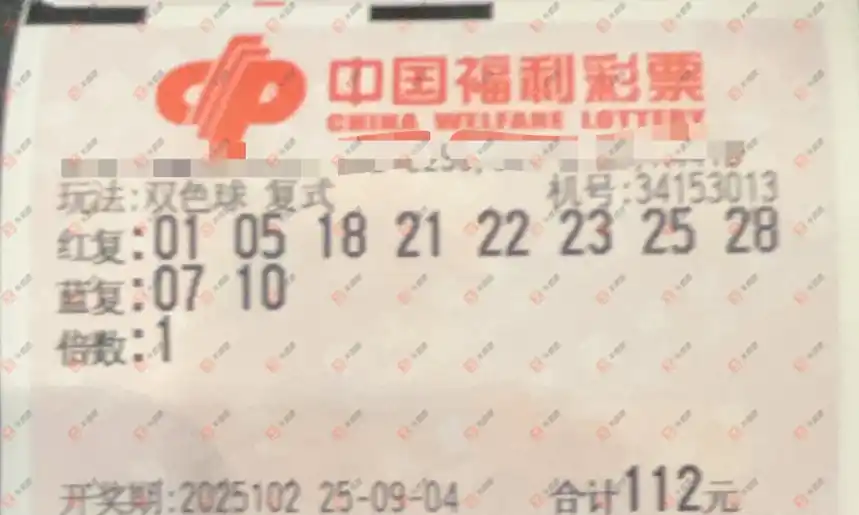 中国福利彩票
CHINA WELFARE LOTTERY
玩法:双色球 复式 机号:34153013
红复:01 05 18 21 22 23 25 28
蓝复:07 10
倍数:1
开奖期:2025102 25-09-04 合计112元